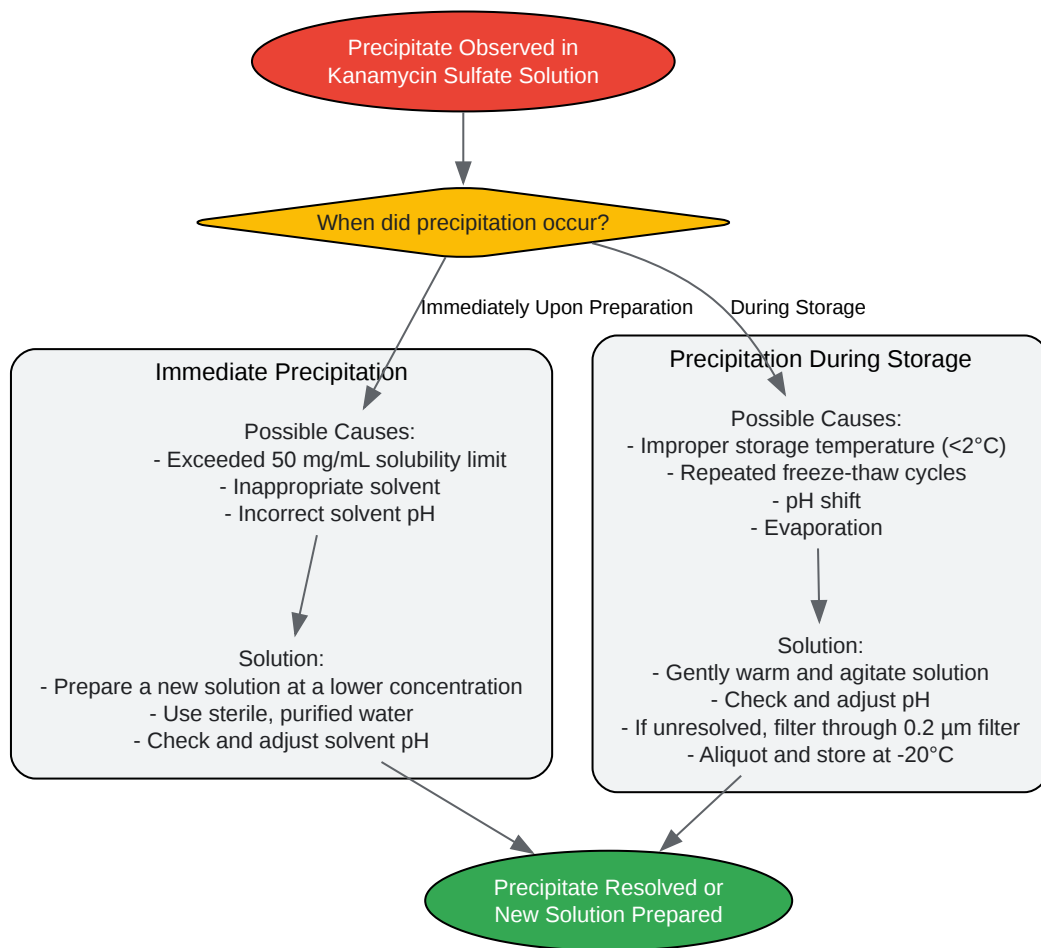 Precipitate Observed in
Kanamycin Sulfate Solution
When did precipitation occur?
Immediately Upon Preparation
During Storage
Immediate Precipitation
Possible Causes:
- Exceeded 50 mg/mL solubility limit
- Inappropriate solvent
- Incorrect solvent pH
Solution:
- Prepare a new solution at a lower concentration
- Use sterile, purified water
- Check and adjust solvent pH
Precipitation During Storage
Possible Causes:
- Improper storage temperature (<2°C)
- Repeated freeze-thaw cycles
- pH shift
- Evaporation
Solution:
- Gently warm and agitate solution
- Check and adjust pH
- If unresolved, filter through 0.2 µm filter
- Aliquot and store at -20°C
Precipitate Resolved or
New Solution Prepared